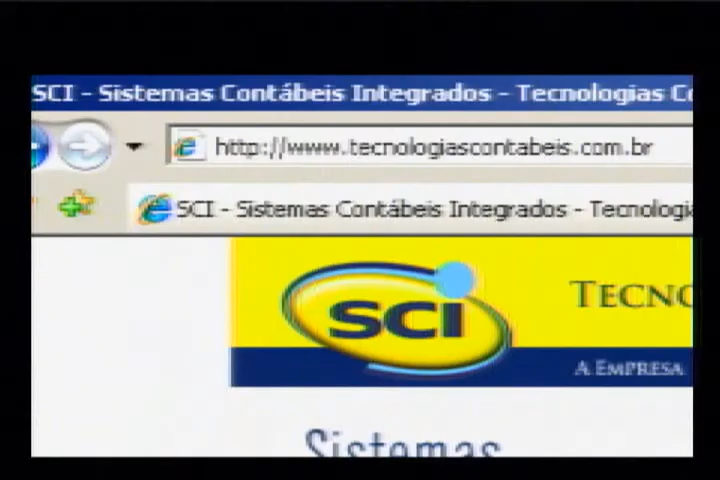 SCI - Sistemas Contábeis Integrados - Tecnologias Co
http://www.tecnologiascontabeis.com.br
SCI - Sistemas Contábeis Integrados - Tecnologia
SCI
TECNO
A EMPRESA
Sistemas